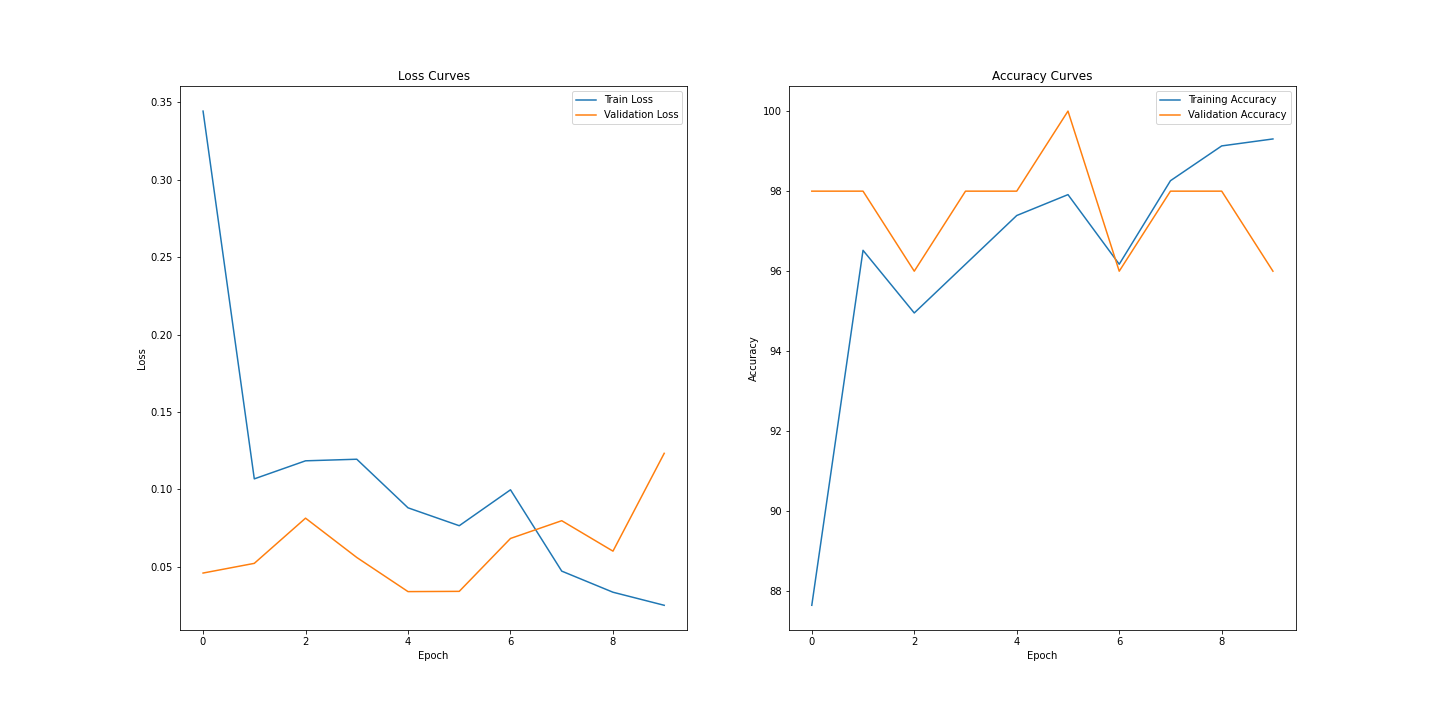 Loss Curves
Train Loss
Validation Loss
0.35
0.30
0.25
0.20
0.15
0.10
0.05
Loss
0 2 4 6 8
Epoch
Accuracy Curves
Training Accuracy
Validation Accuracy
100
98
96
94
92
90
88
Accuracy
0 2 4 6 8
Epoch